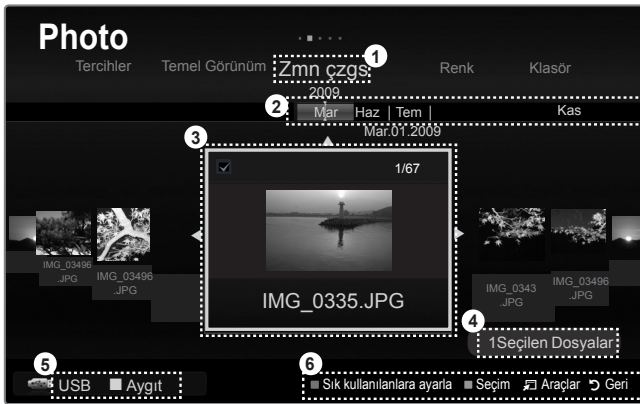 Photo
1
Tercihler Temel Görünüm Zmn çzgs Renk Klasör
2009
2
Mar Haz Tem Kas
Mar.01.2009
3
1/67
IMG_03496
.JPG
IMG_03496
.JPG
IMG_0335.JPG
IMG_0343
.JPG
IMG_03496
.JPG
4
1Seçilen Dosyalar
5
USB Aygıt
6
Sık kullanılanlara ayarla Seçim Araçlar Geri